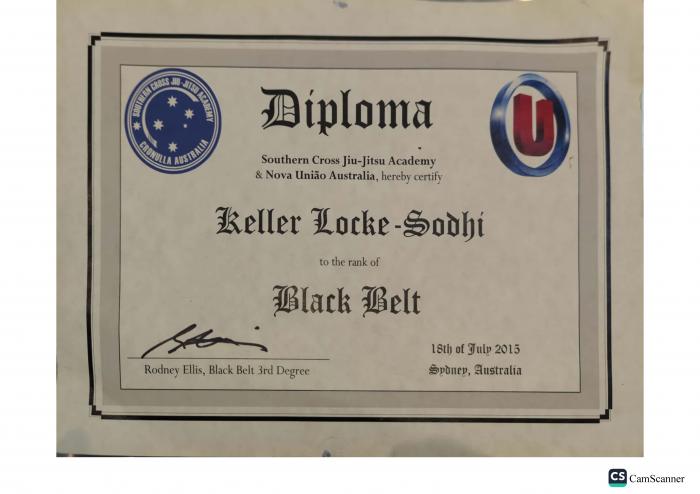 Diploma
SOUTHERN CROSS JIU-JITSU ACADEMY
CRONULLA AUSTRALIA
U
Southern Cross Jiu-Jitsu Academy
& Nova União Australia, hereby certify
Keller Locke-Sodhi
to the rank of
Black Belt
18th of July 2015
Rodney Ellis, Black Belt 3rd Degree
Sydney, Australia
CS CamScanner